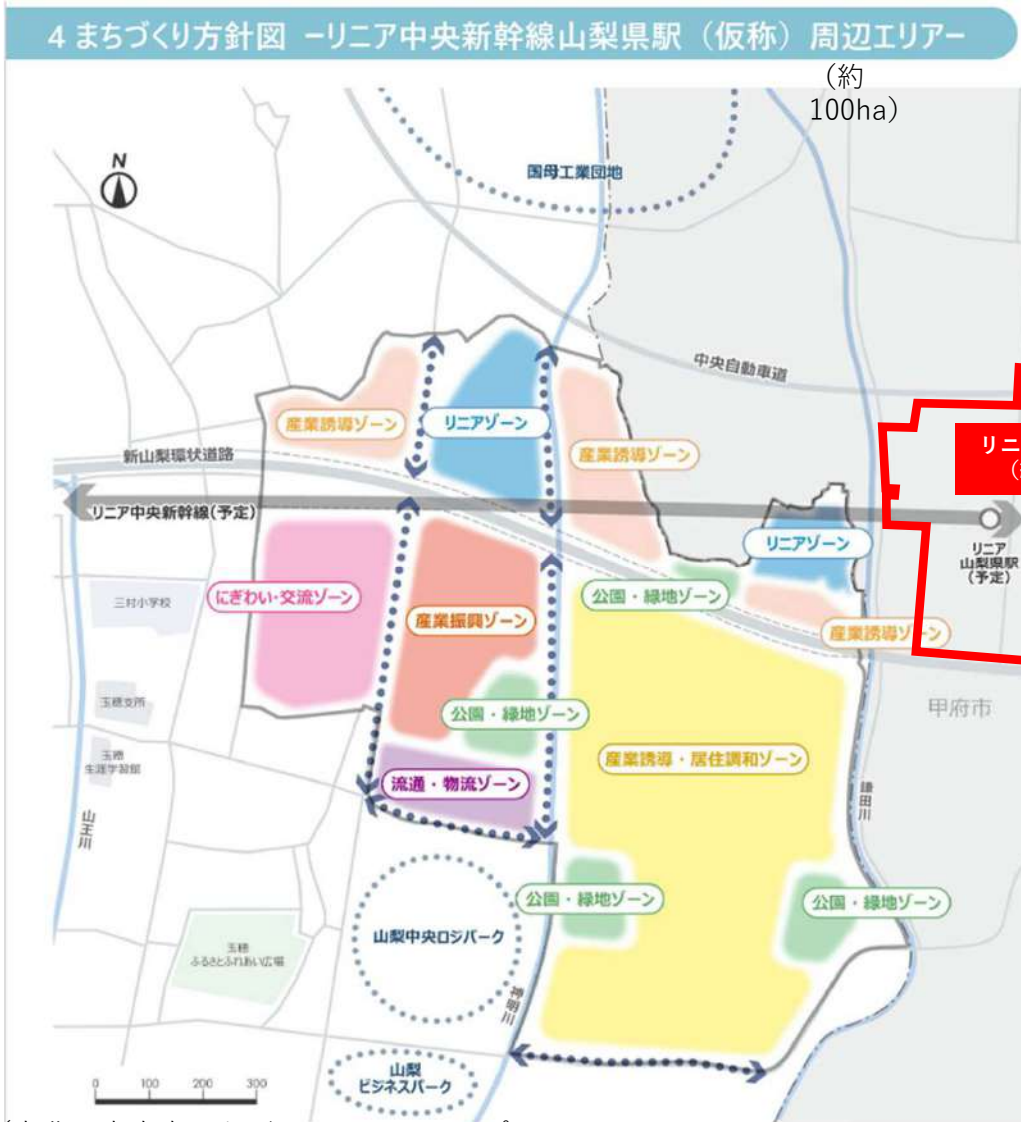 4 まちづくり方針図 −リニア中央新幹線山梨県駅（仮称）周辺エリア−
（約
100ha）
N
国母工業団地
中央自動車道
産業誘導ゾーン
リニアゾーン
新山梨環状道路
産業誘導ゾーン
リニ
リニア中央新幹線(予定)
リニアゾーン
リニア
山梨県駅
(予定)
三村小学校
にぎわい・交流ゾーン
産業振興ゾーン
公園・緑地ゾーン
産業誘導ゾーン
玉穂支所
公園・緑地ゾーン
甲府市
玉穂
生涯学習館
流通・物流ゾーン
産業誘導・居住調和ゾーン
山王川
鎌田川
公園・緑地ゾーン
公園・緑地ゾーン
山梨中央ロジパーク
玉穂
ふるさとふれあい広場
神明川
山梨
ビジネスパーク
0 100 200 300